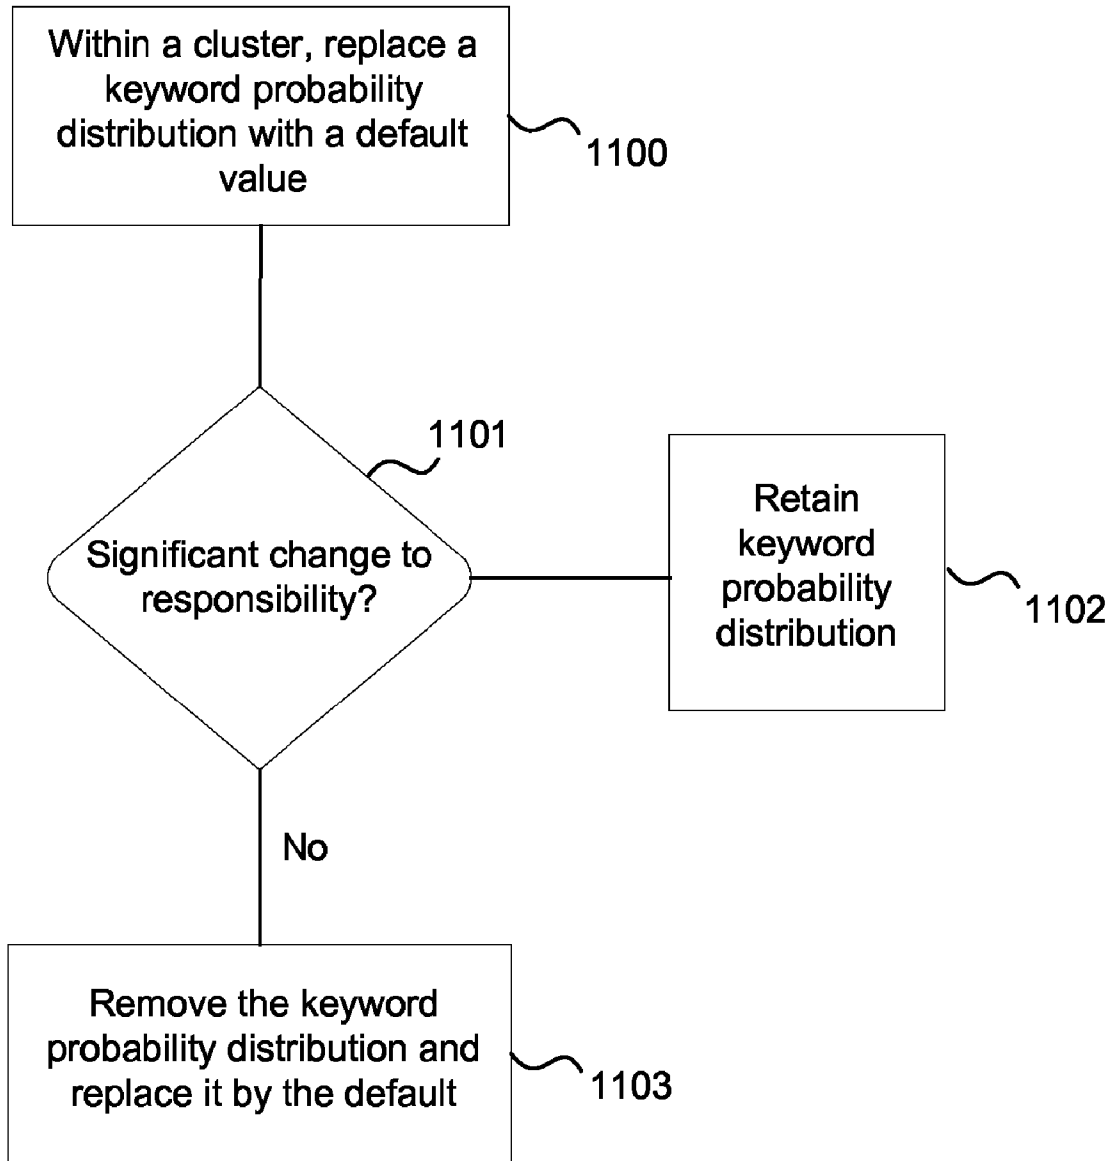 Within a cluster, replace a
keyword probability
distribution with a default
value
1100
1101
Significant change to
responsibility?
Retain
keyword
probability
distribution
1102
No
Remove the keyword
probability distribution and
replace it by the default
1103